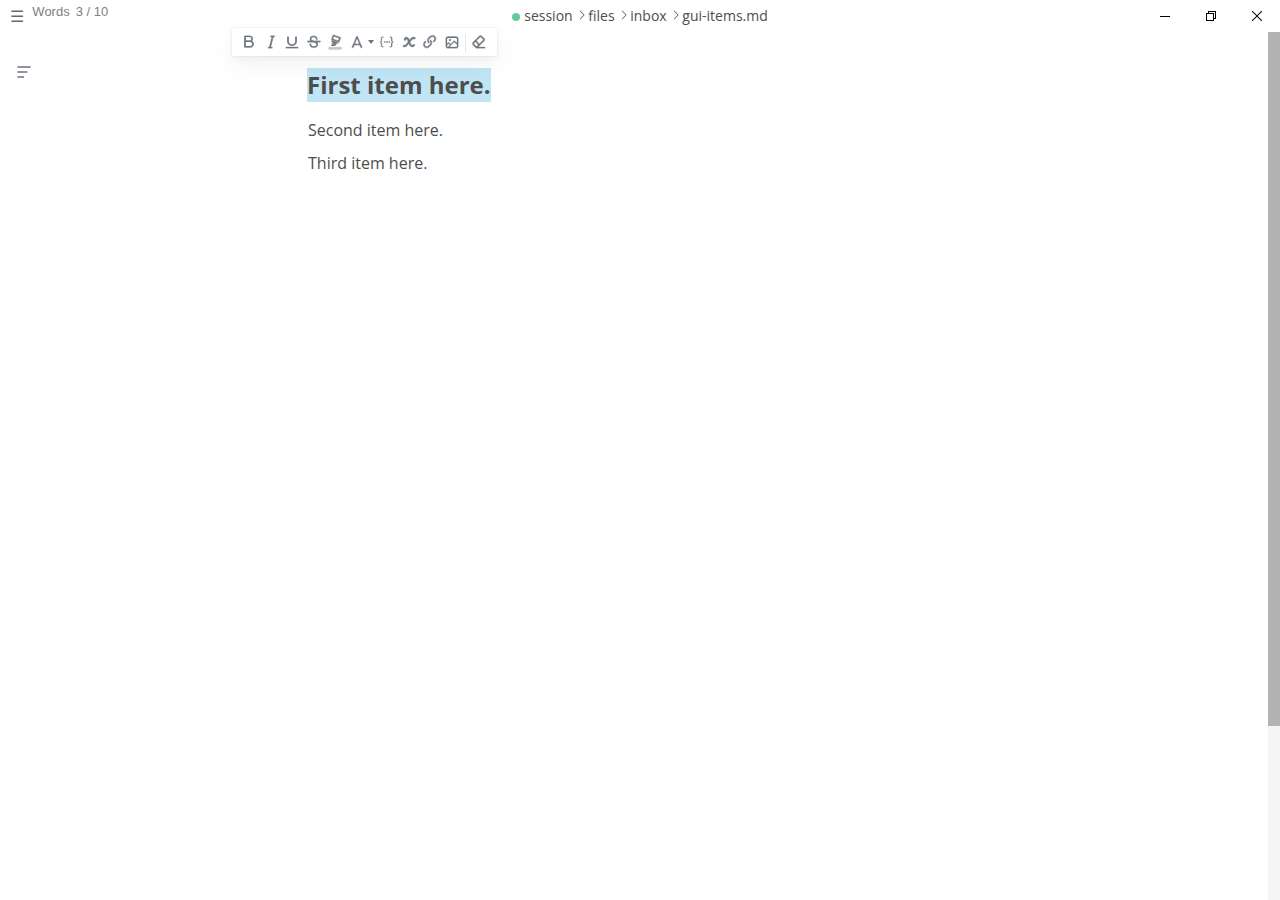 Words 3 / 10
session files inbox gui-items.md
First item here.
Second item here.
Third item here.